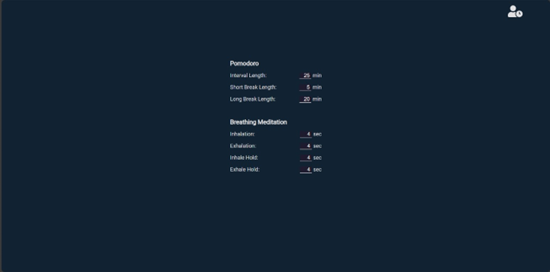 Pomodoro
Interval Length: 25 min
Short Break Length: 5 min
Long Break Length: 20 min
Breathing Meditation
Inhalation: 4 sec
Exhalation: 4 sec
Inhale Hold: 4 sec
Exhale Hold: 4 sec